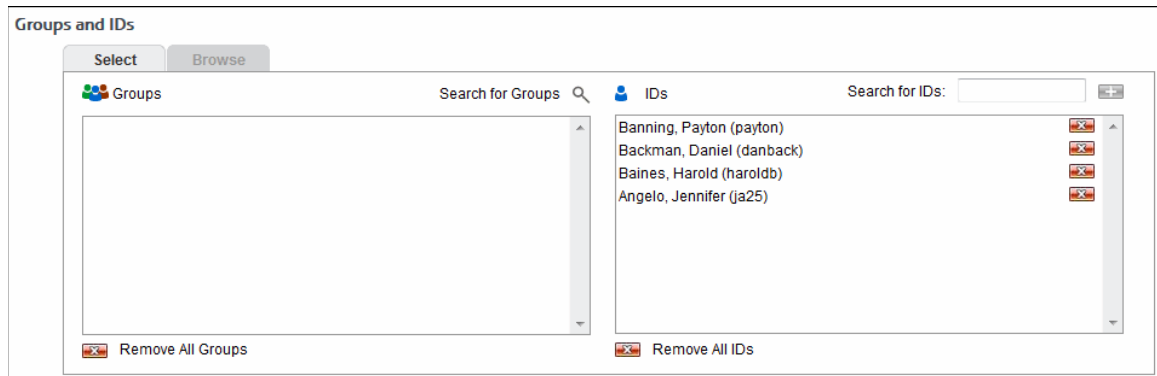 Groups and IDs
Select Browse
Groups Search for Groups IDs Search for IDs:
Banning, Payton (payton)
Backman, Daniel (danback)
Baines, Harold (haroldb)
Angelo, Jennifer (ja25)
Remove All Groups Remove All IDs